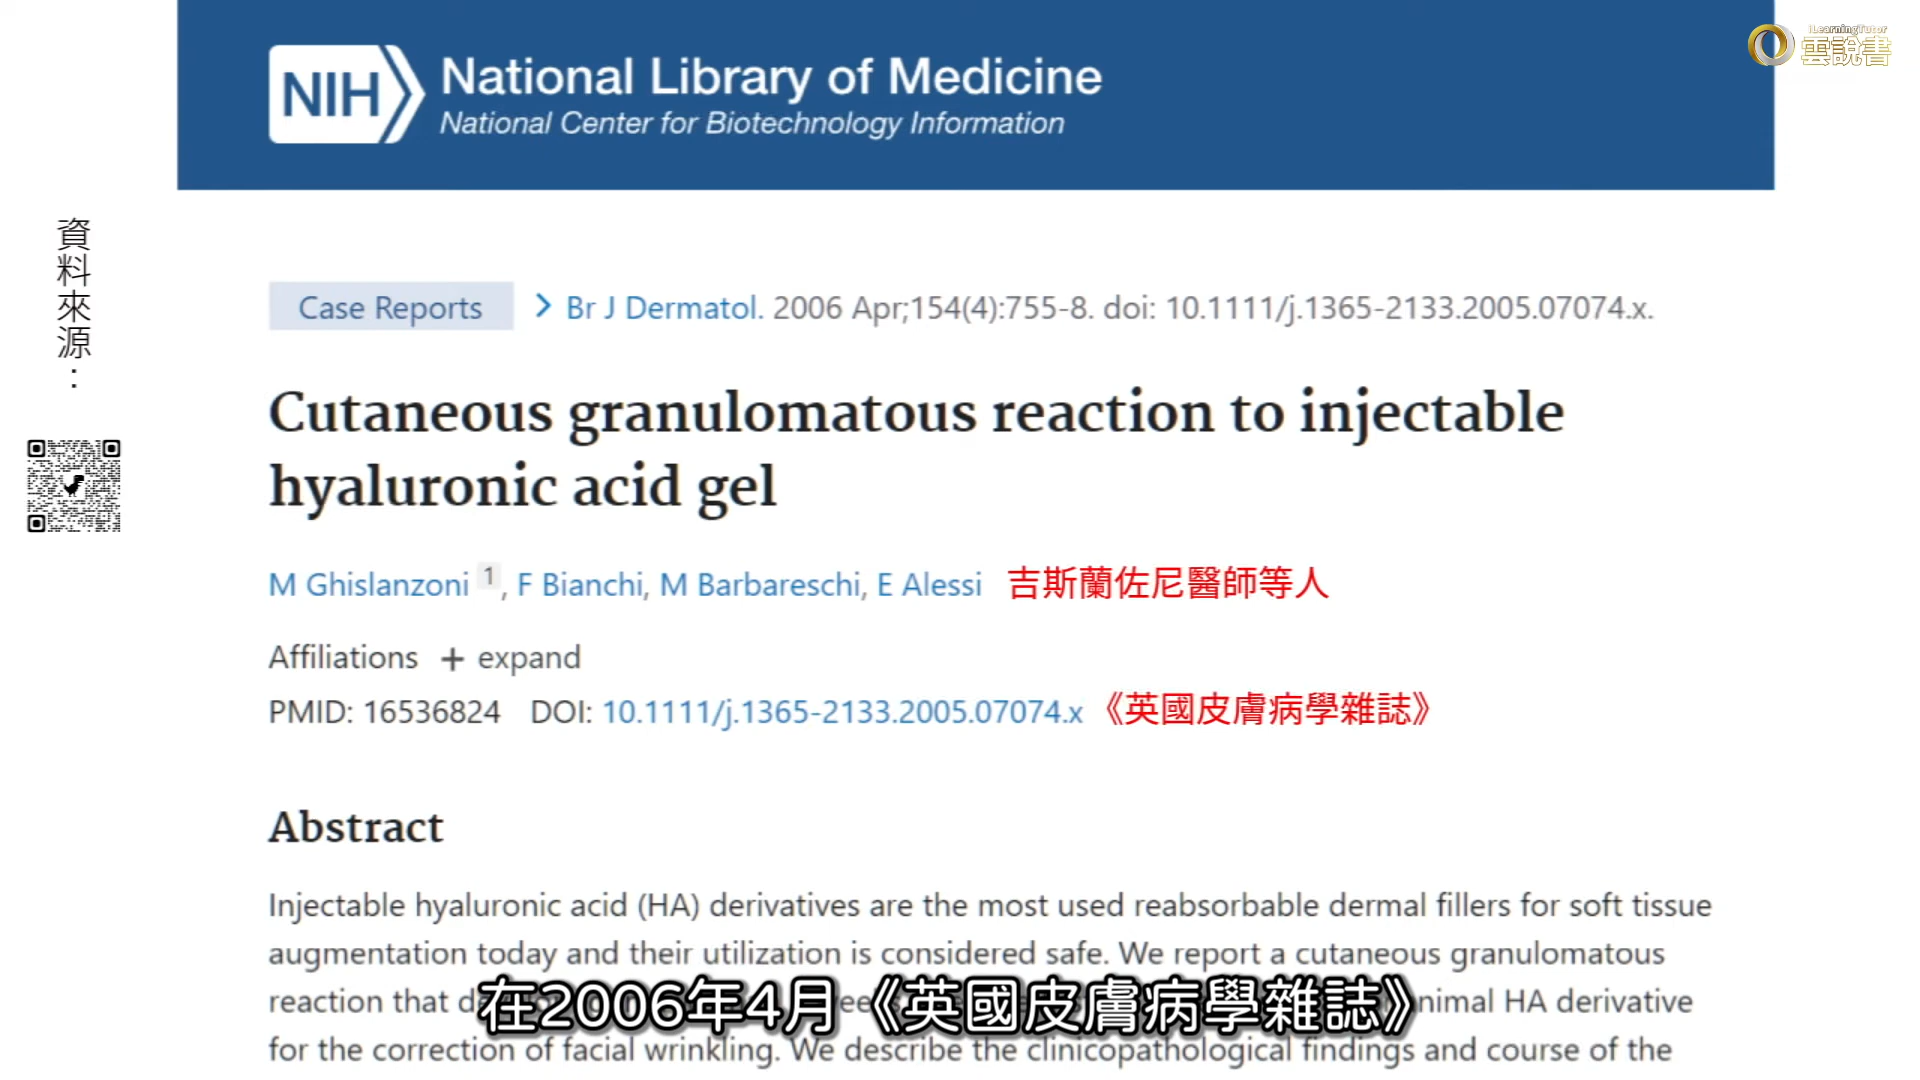 NIH National Library of Medicine
National Center for Biotechnology Information
iLearningTutor
雲說書
資料來源：
Case Reports > Br J Dermatol. 2006 Apr;154(4):755-8. doi: 10.1111/j.1365-2133.2005.07074.x.
Cutaneous granulomatous reaction to injectable
hyaluronic acid gel
M Ghislanzoni 1, F Bianchi, M Barbareschi, E Alessi 吉斯蘭佐尼醫師等人
Affiliations + expand
PMID: 16536824 DOI: 10.1111/j.1365-2133.2005.07074.x 《英國皮膚病學雜誌》
Abstract
Injectable hyaluronic acid (HA) derivatives are the most used reabsorbable dermal fillers for soft tissue
augmentation today and their utilization is considered safe. We report a cutaneous granulomatous
reaction that HA derivative
在2006年4月《英國皮膚病學雜誌》
for the correction of facial wrinkling. We describe the clinicopathological findings and course of the